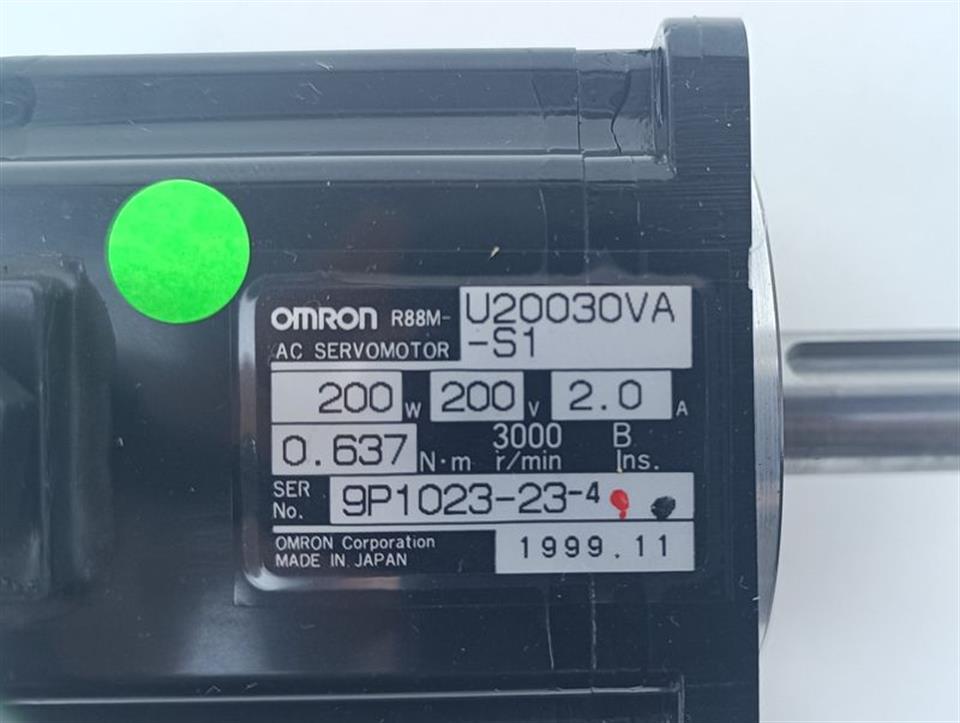 OMRON R88M- U20030VA
AC SERVOMOTOR -S1
200 W 200 V 2.0 A
0.637 N·m 3000 r/min B Ins.
SER No. 9P1023-23-4
OMRON Corporation
MADE IN JAPAN 1999.11